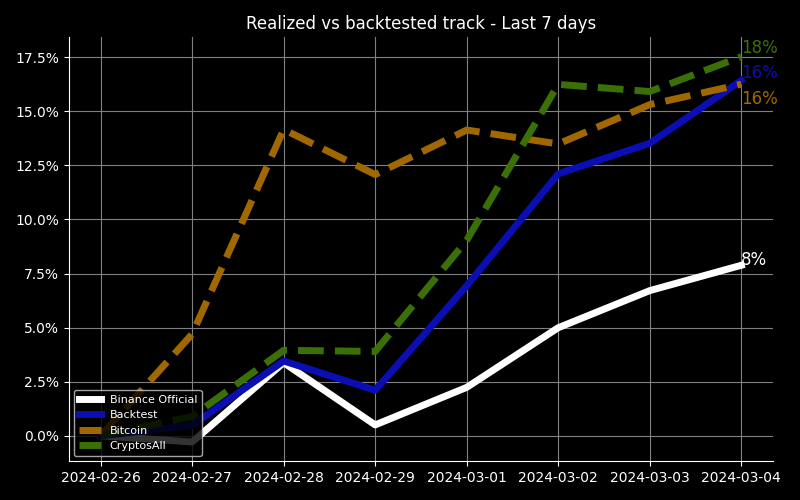 Realized vs backtested track - Last 7 days
17.5%
15.0%
12.5%
10.0%
7.5%
5.0%
2.5%
0.0%
18%
16%
16%
8%
Binance Official
Backtest
Bitcoin
CryptosAll
2024-02-26 2024-02-27 2024-02-28 2024-02-29 2024-03-01 2024-03-02 2024-03-03 2024-03-04